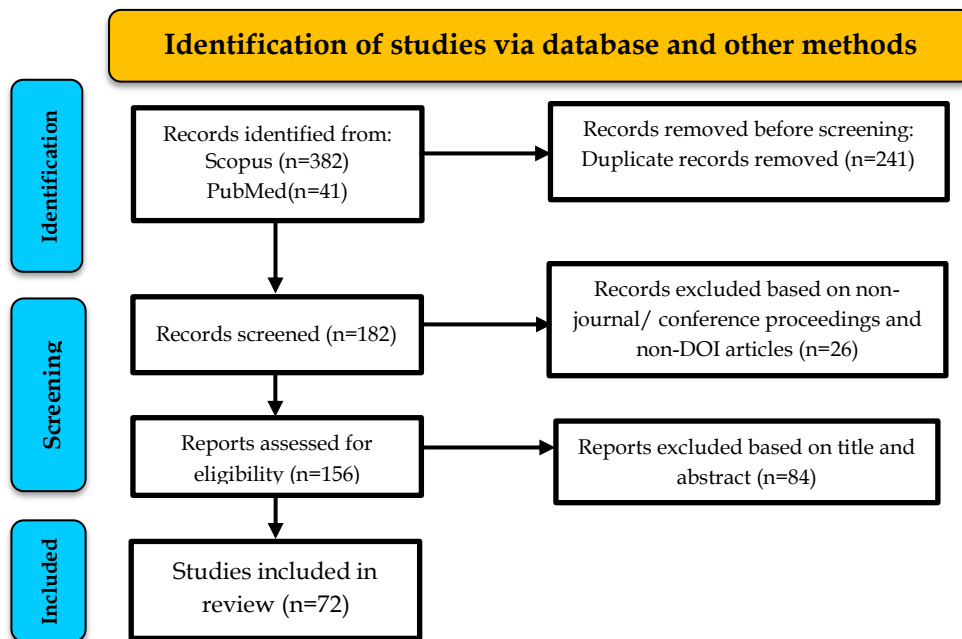 Identification of studies via database and other methods
Identification
Records identified from:
Scopus (n=382)
PubMed(n=41)
Records removed before screening:
Duplicate records removed (n=241)
Screening
Records screened (n=182)
Records excluded based on non-
journal/ conference proceedings and
non-DOI articles (n=26)
Reports assessed for
eligibility (n=156)
Reports excluded based on title and
abstract (n=84)
Included
Studies included in
review (n=72)